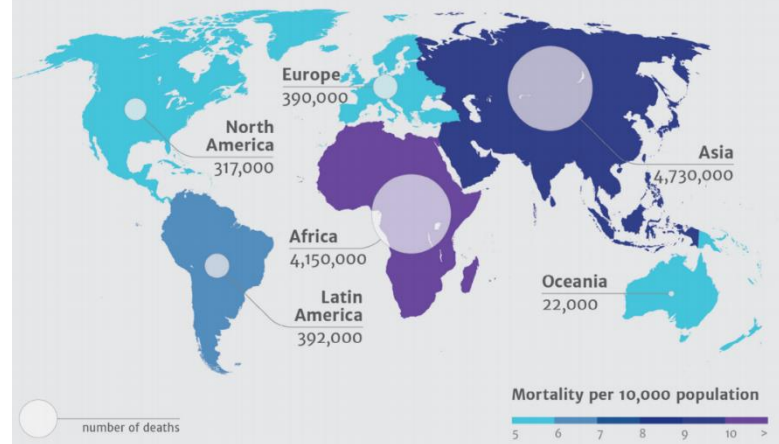 Europe
390,000
North
America
317,000
Asia
4,730,000
Africa
4,150,000
Oceania
22,000
Latin
America
392,000
Mortality per 10,000 population
number of deaths
5 6 7 8 9 10 >